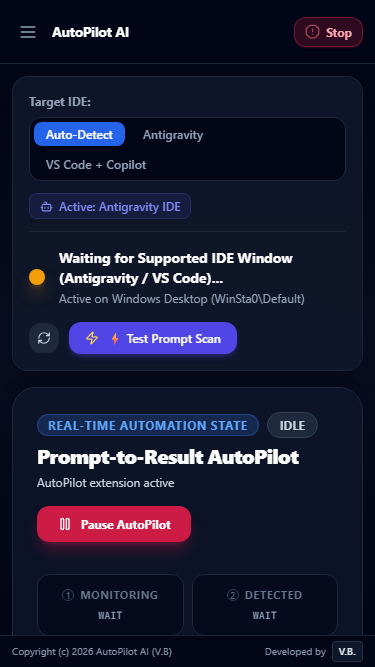 AutoPilot AI
Stop
Target IDE:
Auto-Detect
Antigravity
VS Code + Copilot
Active: Antigravity IDE
Waiting for Supported IDE Window
(Antigravity / VS Code)...
Active on Windows Desktop (WinSta0\Default)
Test Prompt Scan
REAL-TIME AUTOMATION STATE
IDLE
Prompt-to-Result AutoPilot
AutoPilot extension active
Pause AutoPilot
① MONITORING
② DETECTED
WAIT
WAIT
Copyright (c) 2026 AutoPilot AI (V.B)
Developed by V.B.